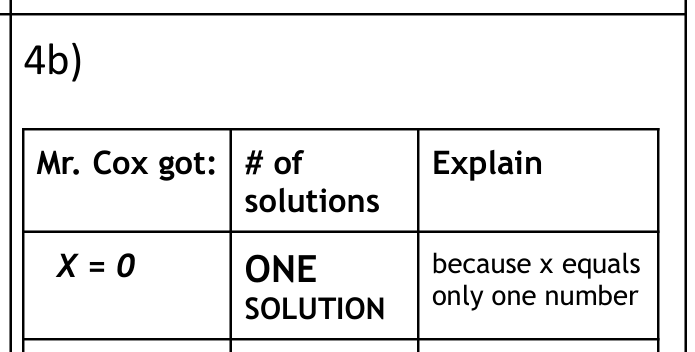 4b)
Mr. Cox got:
# of
solutions
Explain
X = 0
ONE
SOLUTION
because x equals
only one number